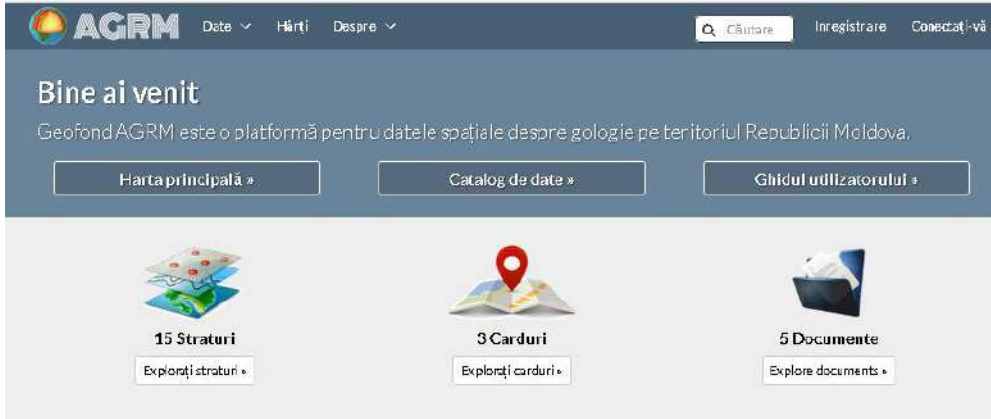 AGRM Date Hărți Despre Căutare Inregistrare Conectați-vă
Bine ai venit
Geofond AGRM este o platformă pentru datele spațiale despre gologie pe teritoriul Republicii Moldova.
Harta principală » Catalog de date » Ghidul utilizatorului »
15 Straturi 3 Carduri 5 Documente
Explorați straturi » Explorați carduri » Explore documents »